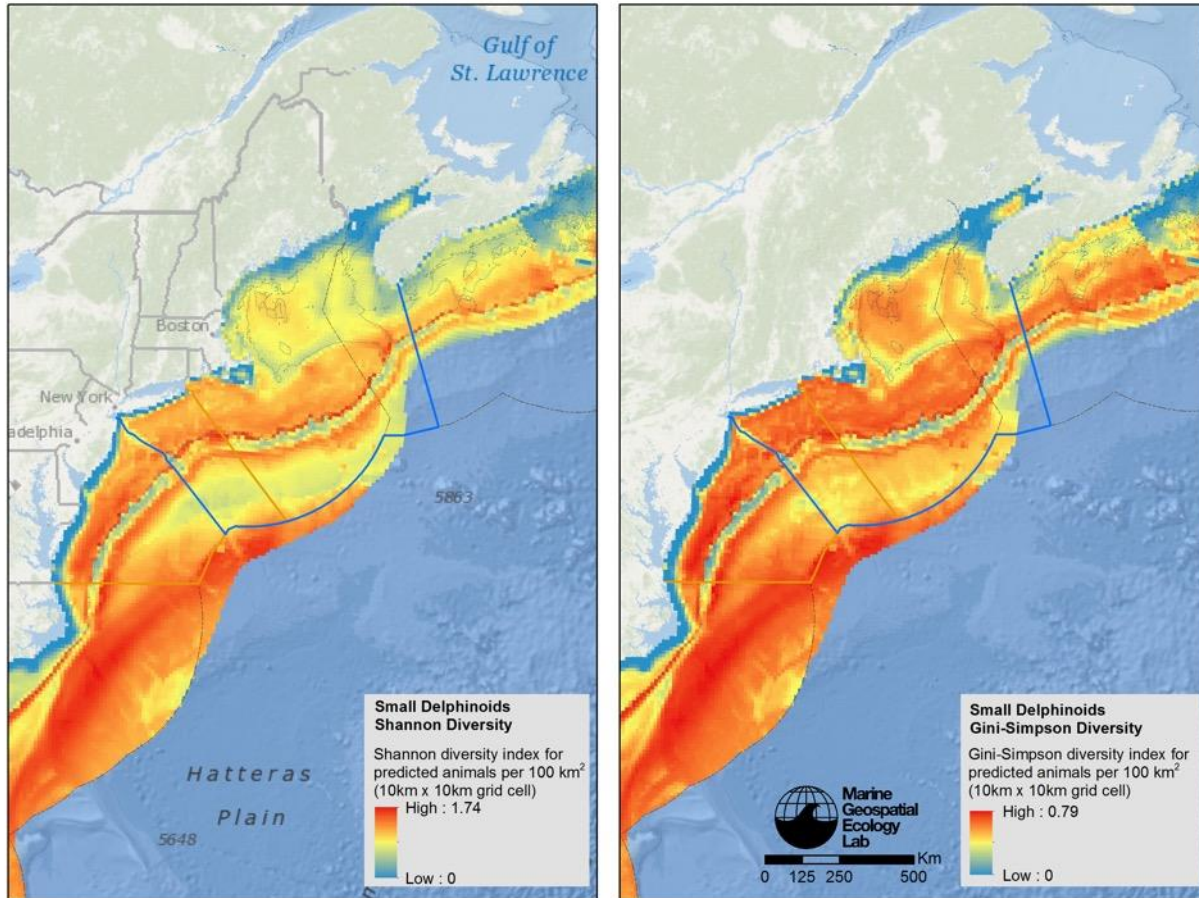 Gulf of
St. Lawrence
Boston
New York
adelphia
5863
Hatteras
Plain
5648
Small Delphinoids
Shannon Diversity
Shannon diversity index for
predicted animals per 100 km²
(10km x 10km grid cell)
High : 1.74
Low : 0
Small Delphinoids
Gini-Simpson Diversity
Gini-Simpson diversity index for
predicted animals per 100 km²
(10km x 10km grid cell)
High : 0.79
Low : 0
Marine
Geospatial
Ecology
Lab
Km
0 125 250 500